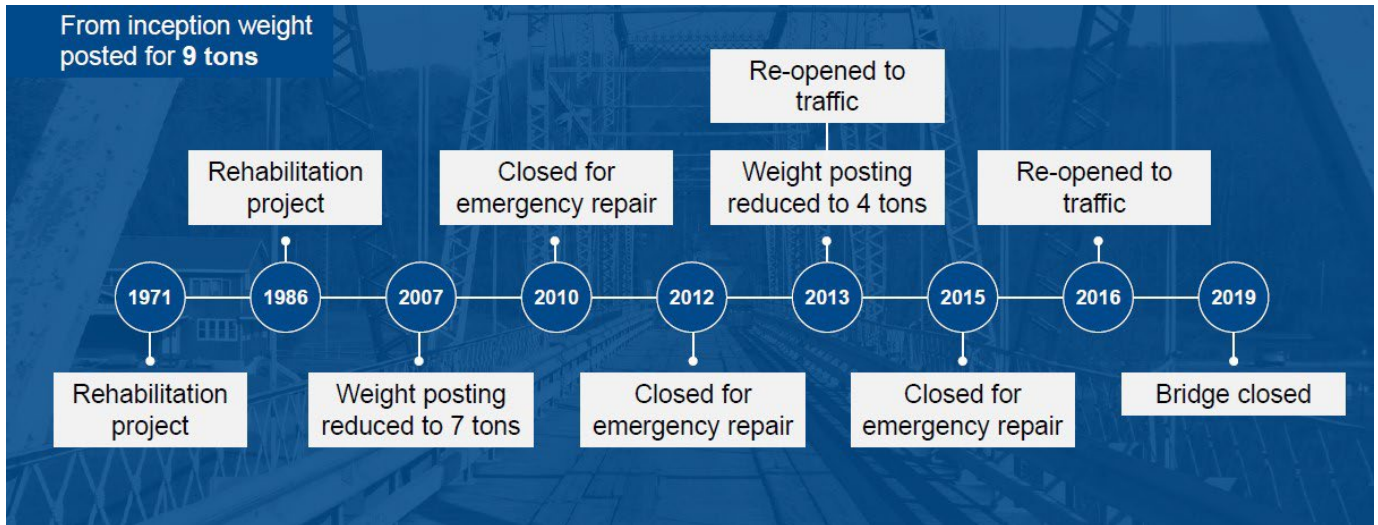 From inception weight
posted for 9 tons
Re-opened to
traffic
Rehabilitation
project
Closed for
emergency repair
Weight posting
reduced to 4 tons
Re-opened to
traffic
1971
1986
2007
2010
2012
2013
2015
2016
2019
Rehabilitation
project
Weight posting
reduced to 7 tons
Closed for
emergency repair
Closed for
emergency repair
Bridge closed